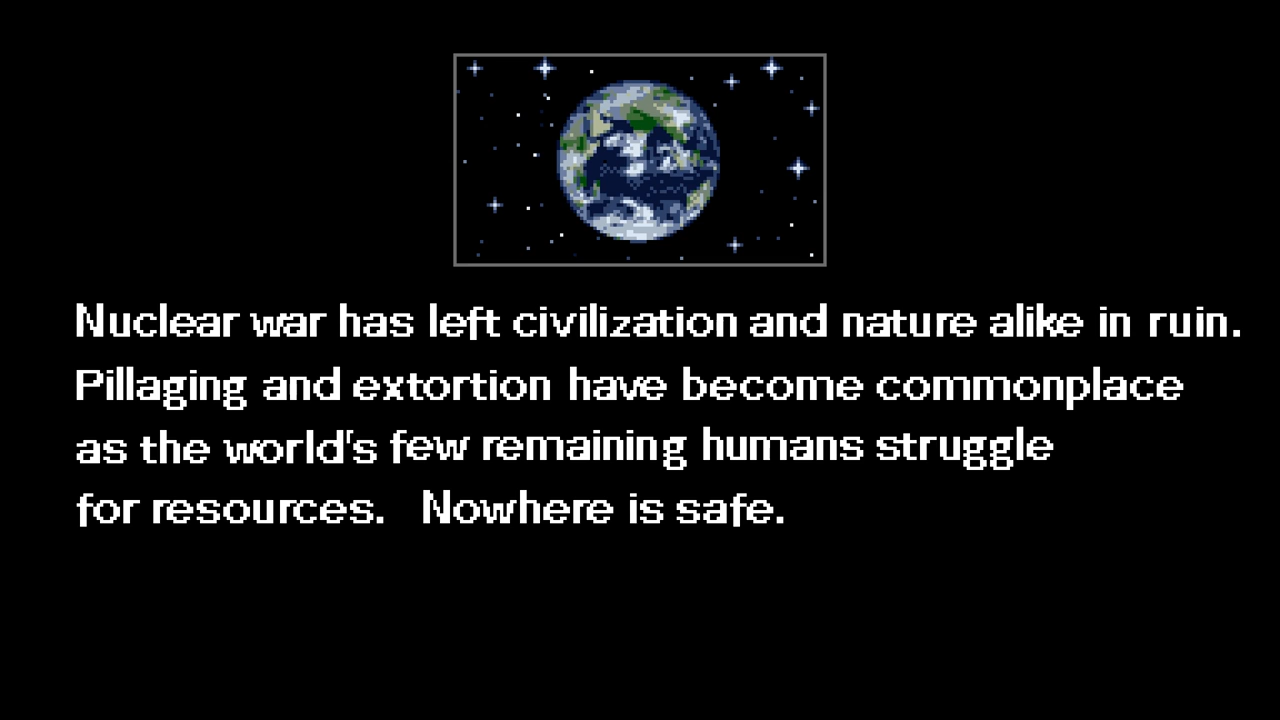 Nuclear war has left civilization and nature alike in ruin.
Pillaging and extortion have become commonplace
as the world's few remaining humans struggle
for resources.  Nowhere is safe.